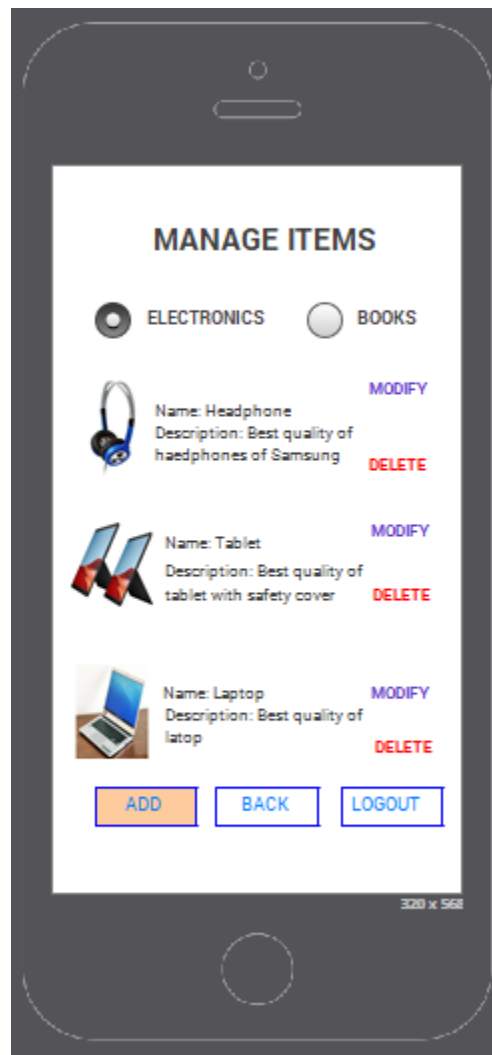 MANAGE ITEMS
ELECTRONICS
BOOKS
MODIFY
Name: Headphone
Description: Best quality of
haedphones of Samsung
DELETE
MODIFY
Name: Tablet
Description: Best quality of
tablet with safety cover
DELETE
MODIFY
Name: Laptop
Description: Best quality of
latop
DELETE
ADD
BACK
LOGOUT
320 x 568